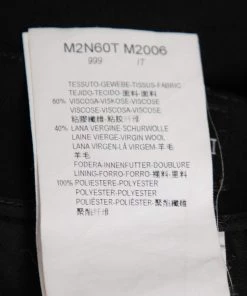 M2N60T M2006
999 IT
TESSUTO-GEWEBE-TISSUS-FABRIC
TEJIDO-TECIDO-面料-面料
60% VISCOSA-VISKOSE-VISCOSE
VISCOSE-VISCOSA-VISCOSE
粘膠纖維-粘胶纤维
40% LANA VERGINE-SCHURWOLLE
LAINE VIERGE-VIRGIN WOOL
LANA VIRGEN-LÃ VIRGEM-羊毛
羊毛
FODERA-INNENFUTTER-DOUBLURE
LINING-FORRO-FORRO-裡料-里料
100% POLIESTERE-POLYESTER
POLYESTER-POLYESTER
POLIÉSTER-POLIÉSTER-聚酯纖維
聚酯纤维